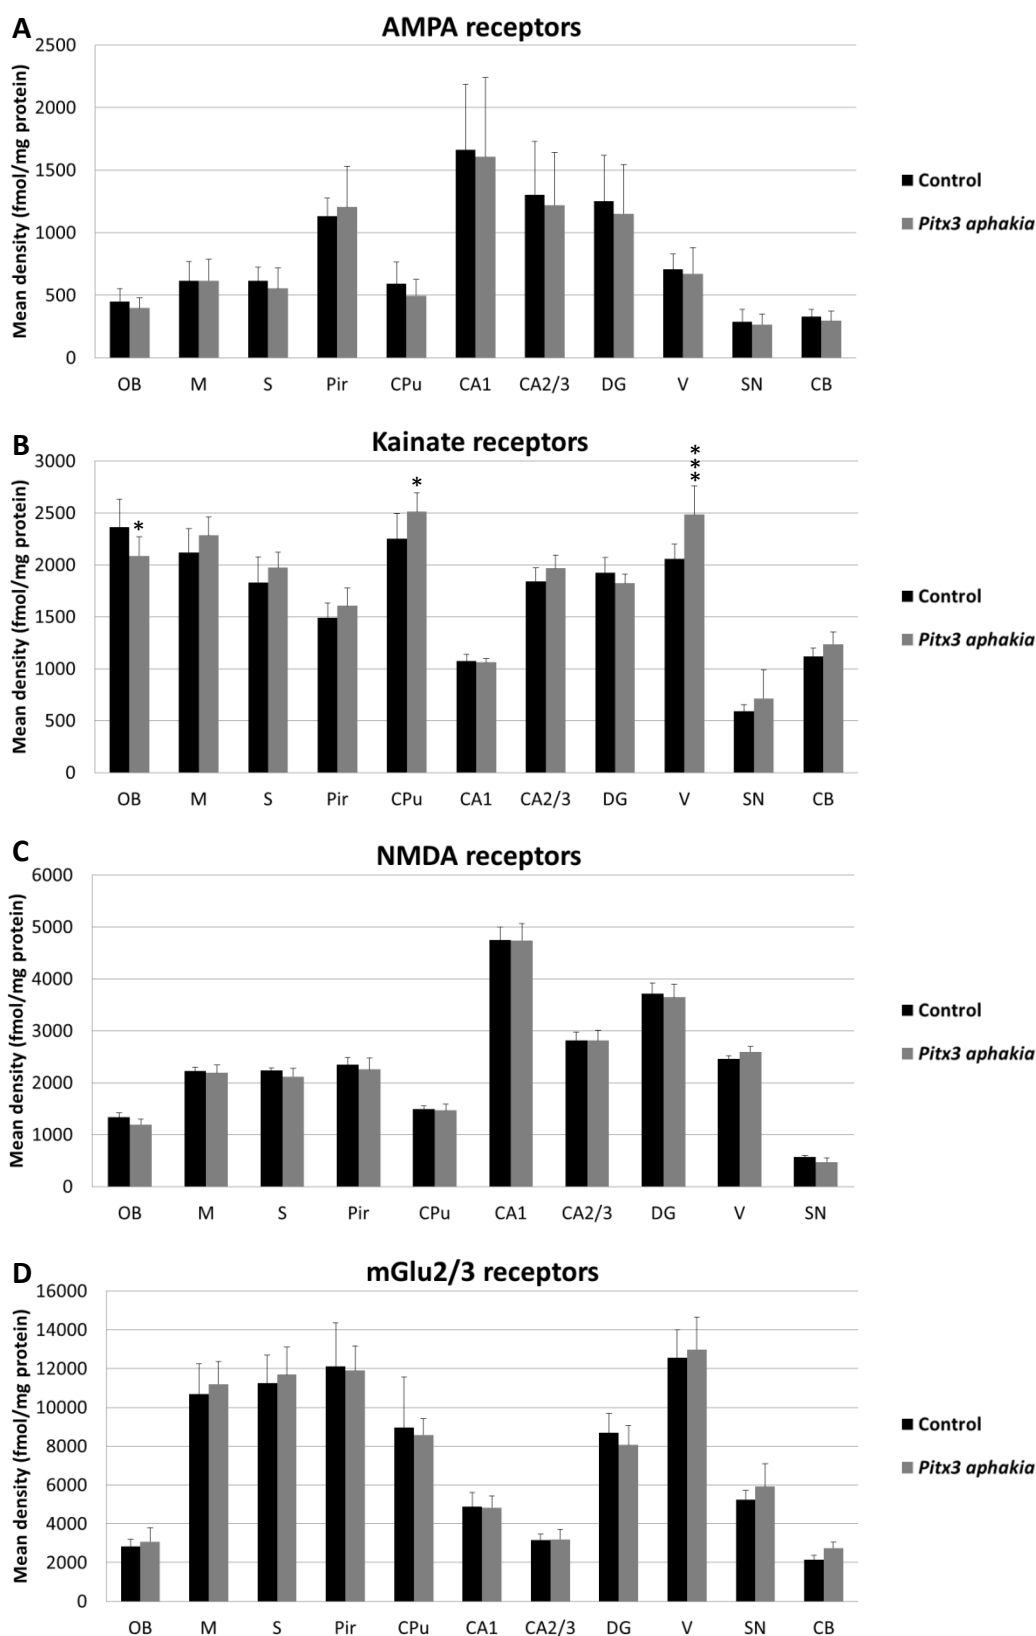 A
AMPA receptors
Mean density (fmol/mg protein)
2500
2000
1500
1000
500
0
OB M S Pir CPu CA1 CA2/3 DG V SN CB
Control
Pitx3 aphakia
B
Kainate receptors
Mean density (fmol/mg protein)
3000
2500
2000
1500
1000
500
0
* * ***
OB M S Pir CPu CA1 CA2/3 DG V SN CB
Control
Pitx3 aphakia
C
NMDA receptors
Mean density (fmol/mg protein)
6000
5000
4000
3000
2000
1000
0
OB M S Pir CPu CA1 CA2/3 DG V SN
Control
Pitx3 aphakia
D
mGlu2/3 receptors
Mean density (fmol/mg protein)
16000
14000
12000
10000
8000
6000
4000
2000
0
OB M S Pir CPu CA1 CA2/3 DG V SN CB
Control
Pitx3 aphakia